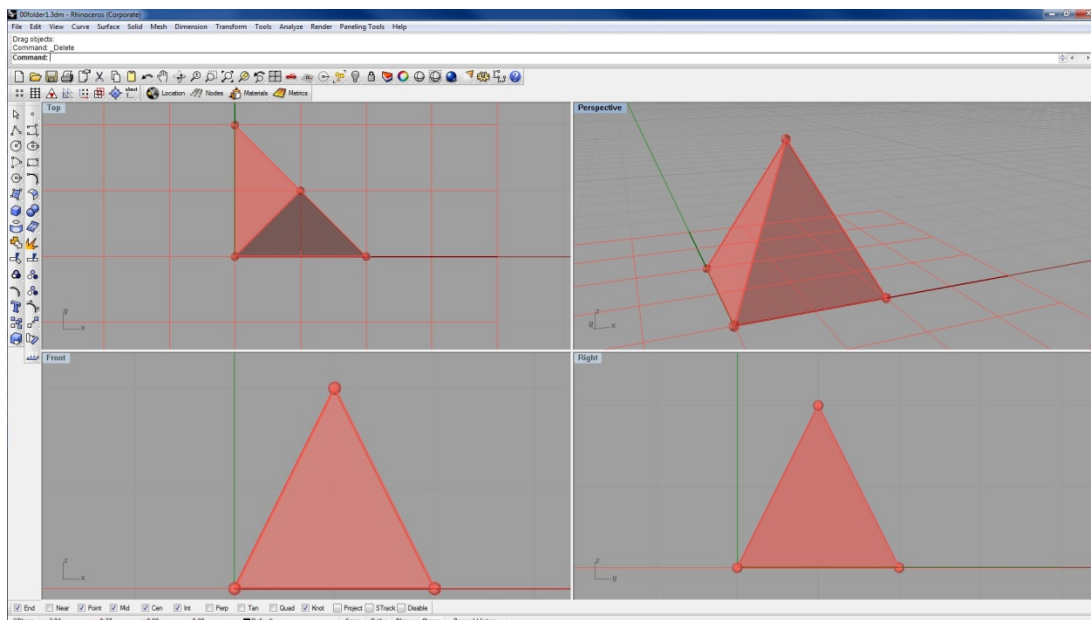 00folder1.3dm - Rhinoceros (Corporate)
File Edit View Curve Surface Solid Mesh Dimension Transform Tools Analyze Render Paneling Tools Help
Drag objects:
Command: _Delete
Command:
Location Nodes Materials Metrics
Top
Perspective
y
x
z
y
x
Front
Right
z
x
z
y
End Near Point Mid Cen Int Perp Tan Quad Knot Project STrack Disable